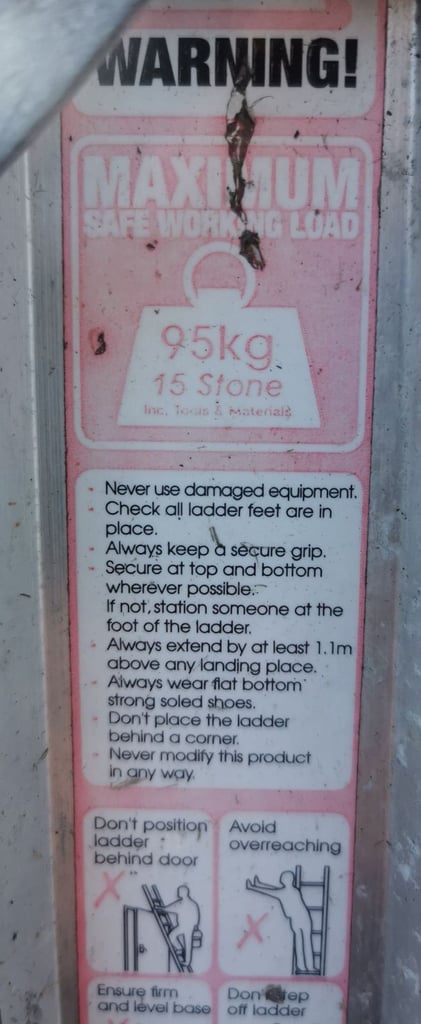 WARNING!
MAXIMUM
SAFE WORKING LOAD
95kg
15 Stone
Inc. Tools & Materials
- Never use damaged equipment.
- Check all ladder feet are in
place.
- Always keep a secure grip.
- Secure at top and bottom
wherever possible.
If not, station someone at the
foot of the ladder.
- Always extend by at least 1.1m
above any landing place.
- Always wear flat bottom
strong soled shoes.
- Don't place the ladder
behind a corner.
- Never modify this product
in any way.
Don't position
ladder
behind door
Avoid
overreaching
Ensure firm
and level base
Don't step
off ladder